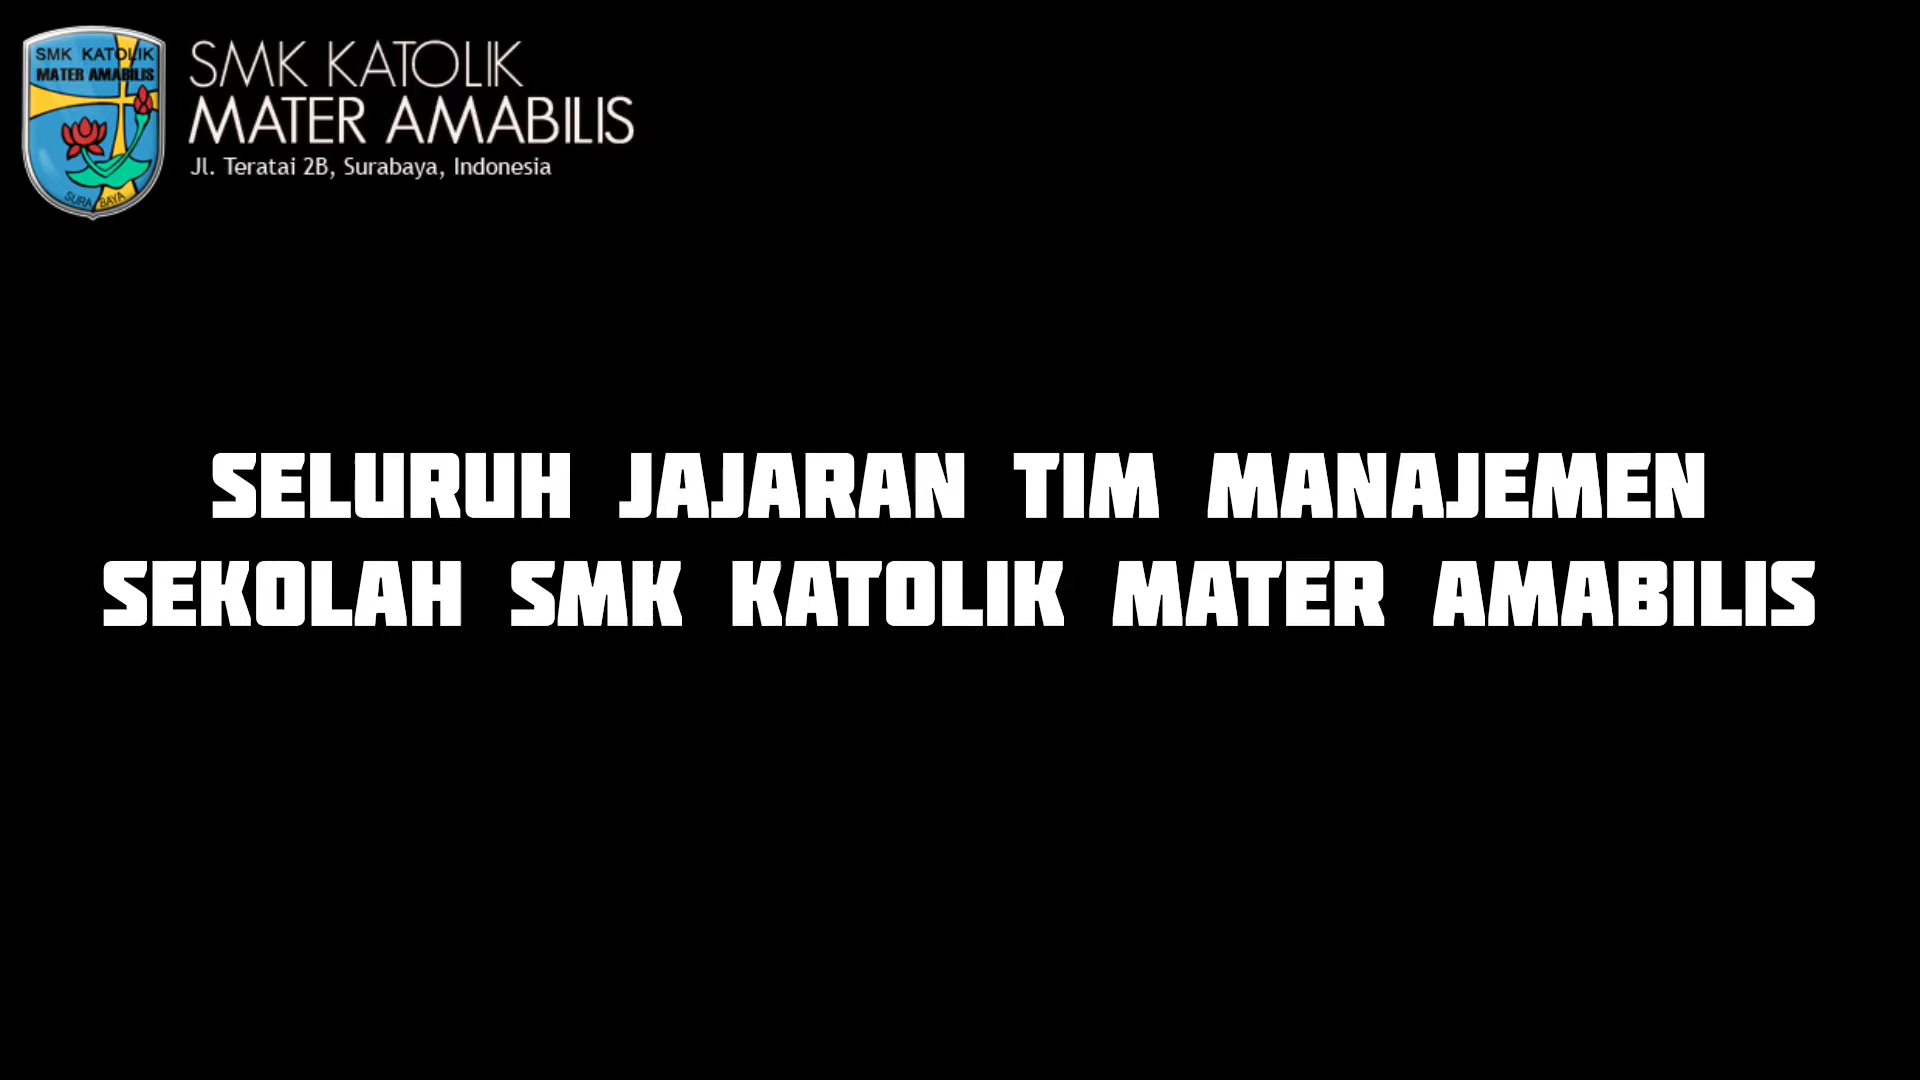 SMK KATOLIK
MATER AMABILIS
SURABAYA
SMK KATOLIK
MATER AMABILIS
Jl. Teratai 2B, Surabaya, Indonesia
SELURUH JAJARAN TIM MANAJEMEN
SEKOLAH SMK KATOLIK MATER AMABILIS